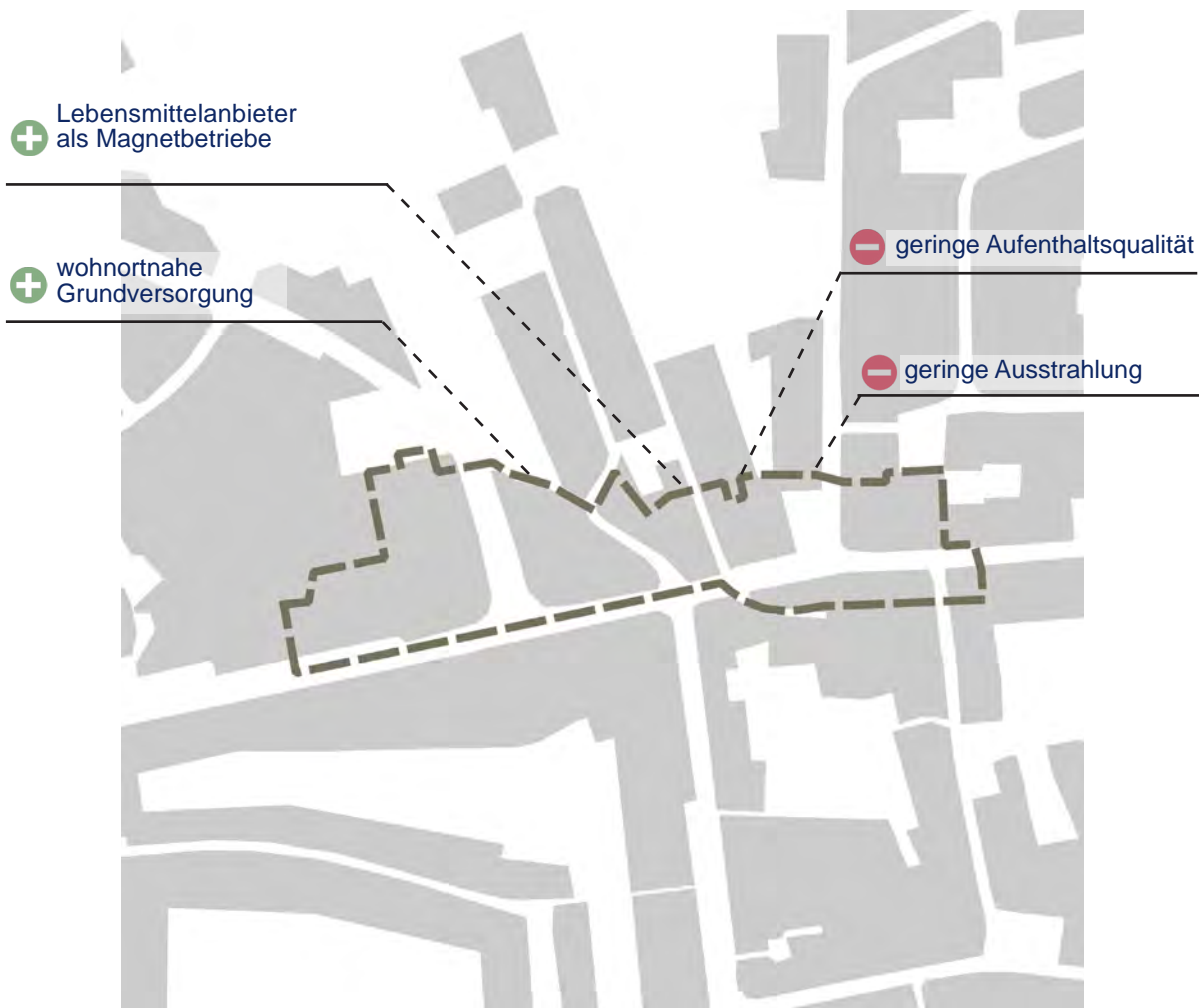 Lebensmittelanbieter
als Magnetbetriebe
wohnortnahe
Grundversorgung
geringe Aufenthaltsqualität
geringe Ausstrahlung